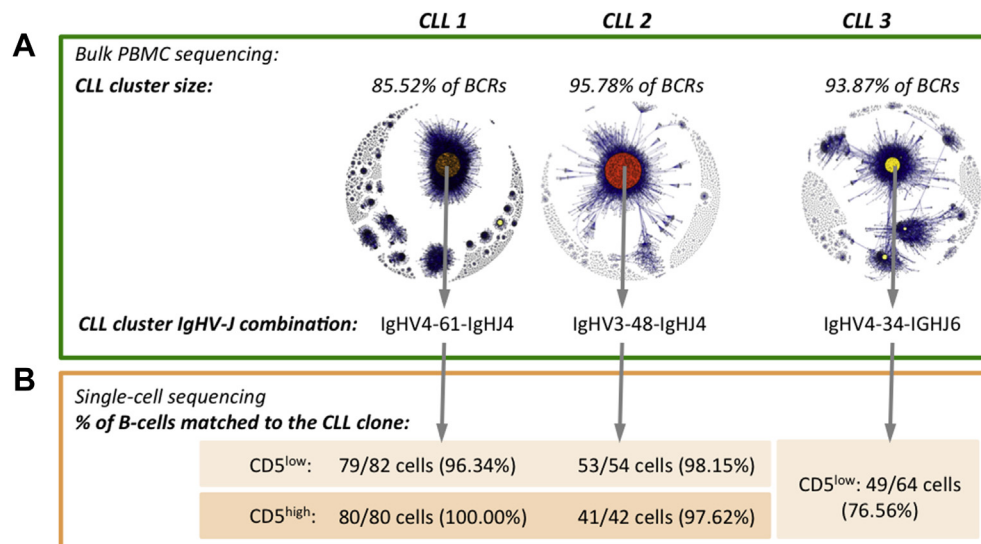 CLL 1 CLL 2 CLL 3
A
Bulk PBMC sequencing:
CLL cluster size: 85.52% of BCRs 95.78% of BCRs 93.87% of BCRs
CLL cluster IgHV-J combination: IgHV4-61-IgHJ4 IgHV3-48-IgHJ4 IgHV4-34-IGHJ6
B
Single-cell sequencing
% of B-cells matched to the CLL clone:
CD5low: 79/82 cells (96.34%) 53/54 cells (98.15%)
CD5high: 80/80 cells (100.00%) 41/42 cells (97.62%)
CD5low: 49/64 cells
(76.56%)